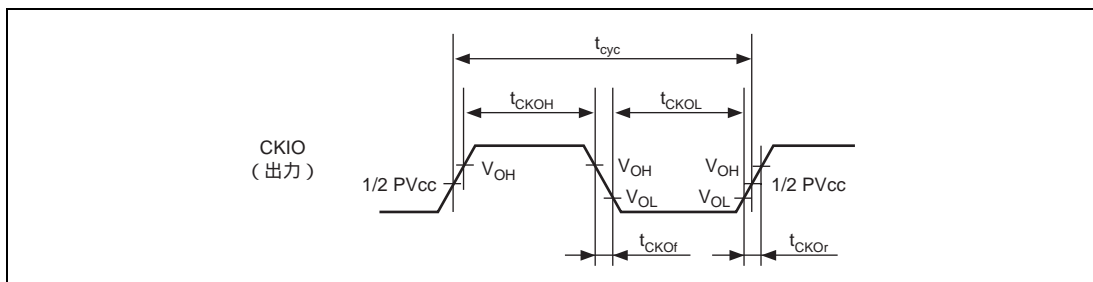 tcyc
tCKOH
tCKOL
CKIO
(出力)
1/2 PVcc
VOH
VOH
VOL
VOH
VOL
1/2 PVcc
tCKOf
tCKOr